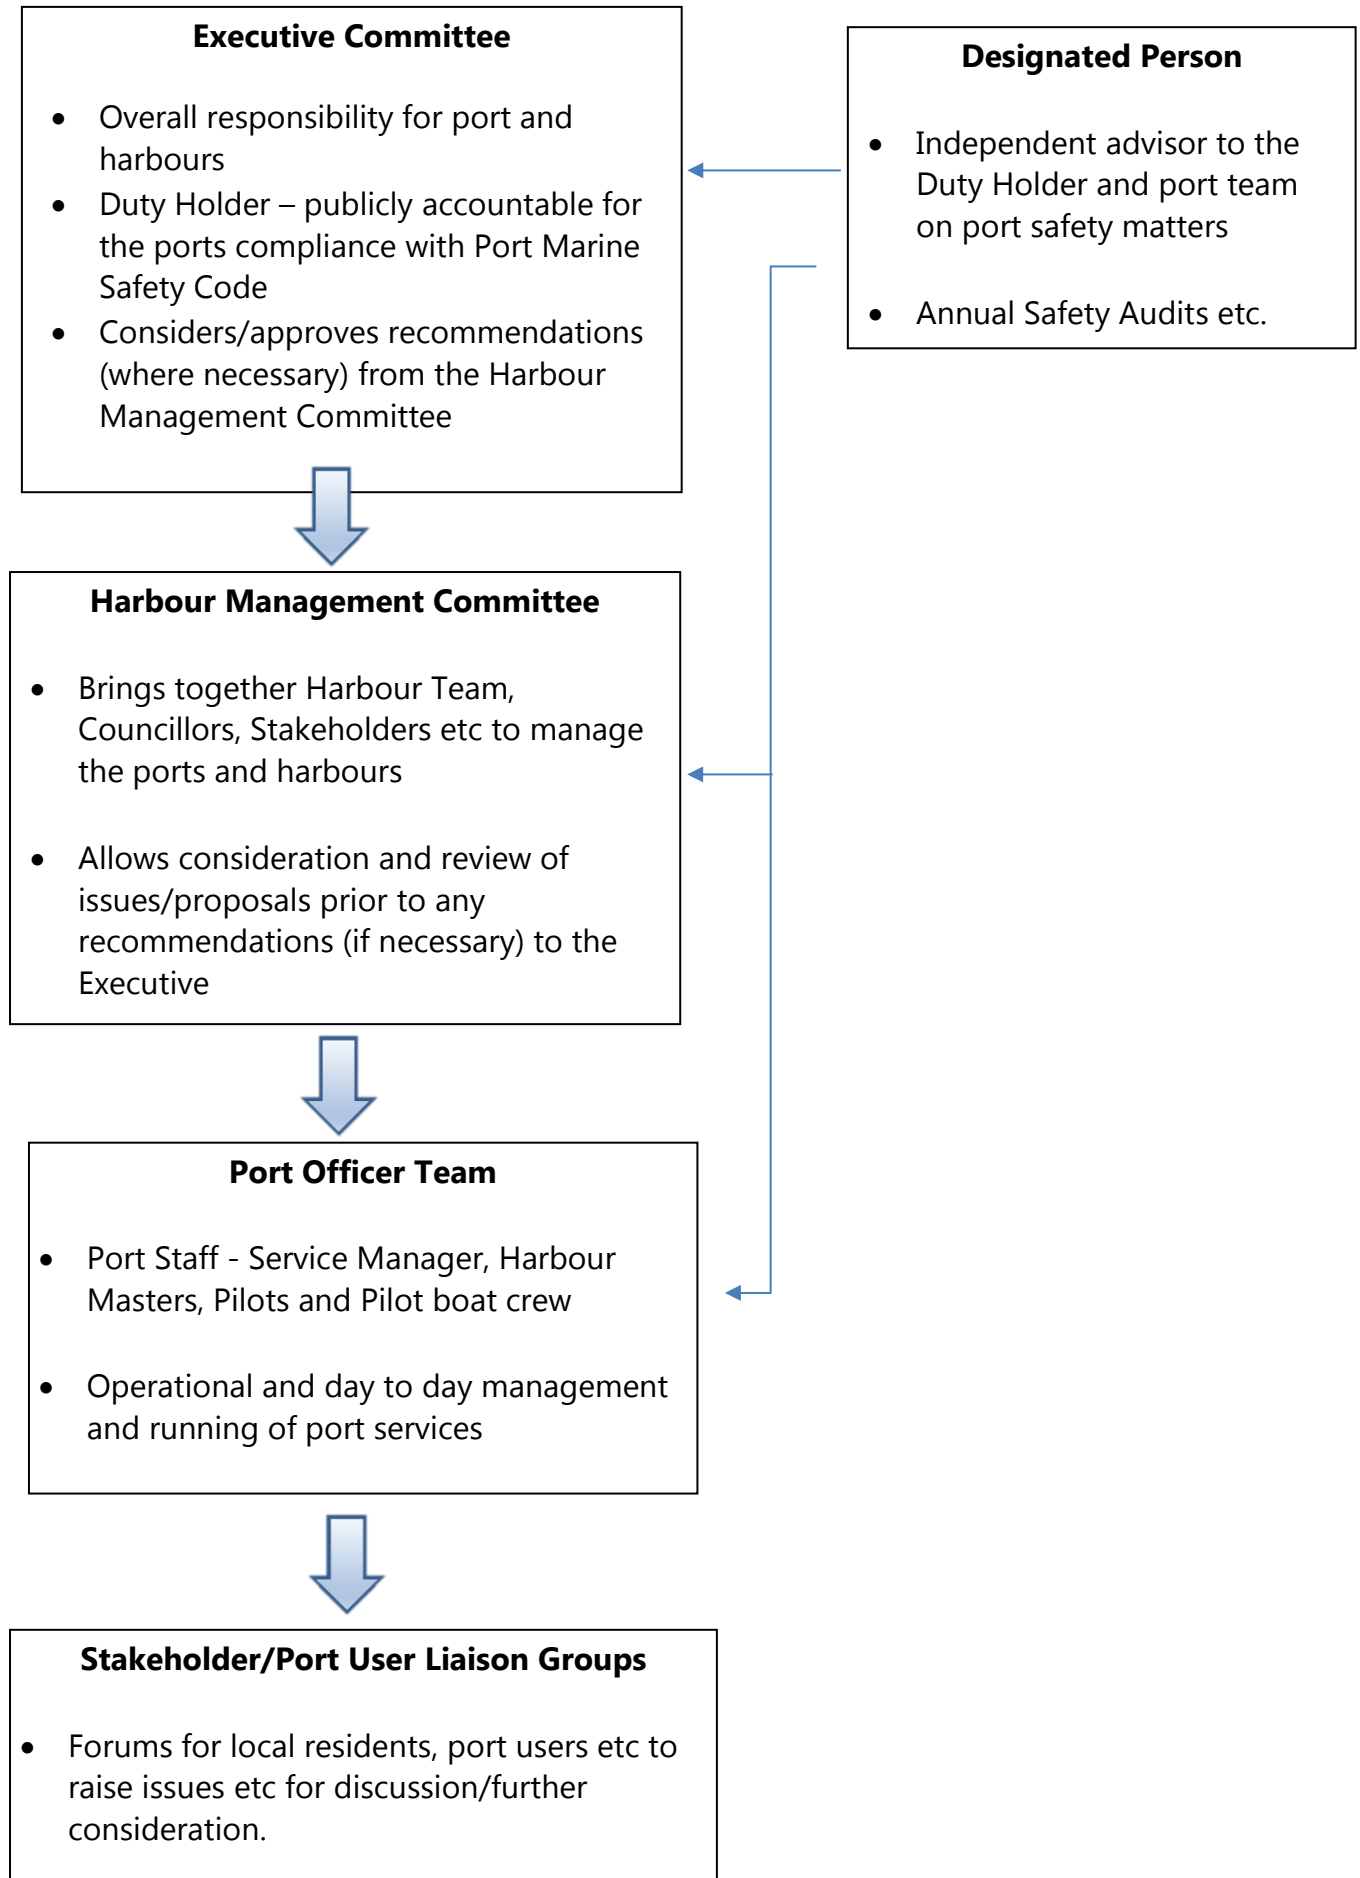 Executive Committee
• Overall responsibility for port and
harbours
• Duty Holder – publicly accountable for
the ports compliance with Port Marine
Safety Code
• Considers/approves recommendations
(where necessary) from the Harbour
Management Committee
Designated Person
• Independent advisor to the
Duty Holder and port team
on port safety matters
• Annual Safety Audits etc.
Harbour Management Committee
• Brings together Harbour Team,
Councillors, Stakeholders etc to manage
the ports and harbours
• Allows consideration and review of
issues/proposals prior to any
recommendations (if necessary) to the
Executive
Port Officer Team
• Port Staff - Service Manager, Harbour
Masters, Pilots and Pilot boat crew
• Operational and day to day management
and running of port services
Stakeholder/Port User Liaison Groups
• Forums for local residents, port users etc to
raise issues etc for discussion/further
consideration.